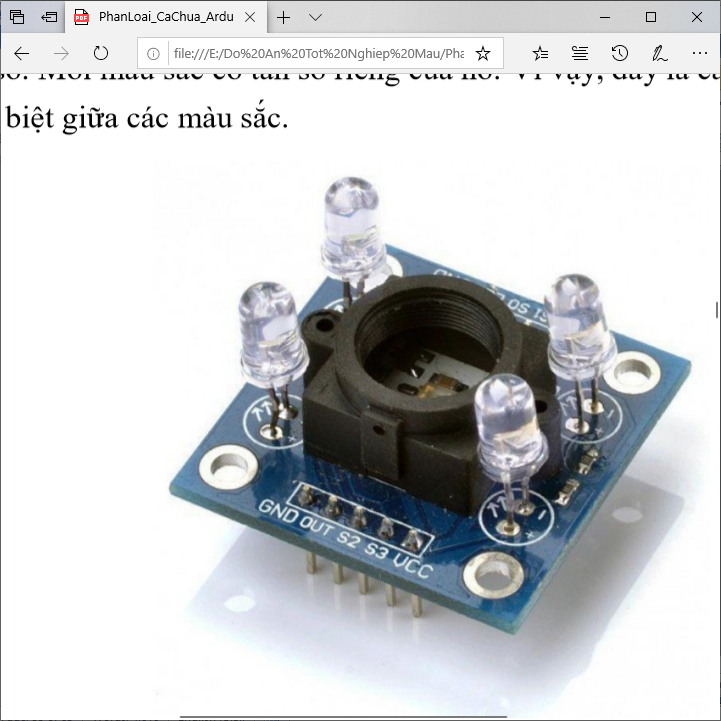 PhanLoai_CaChua_Ardu
file:///E:/Do%20An%20Tot%20Nghiep%20Mau/Pha
biệt giữa các màu sắc.
GND OUT S2 S3 VCC